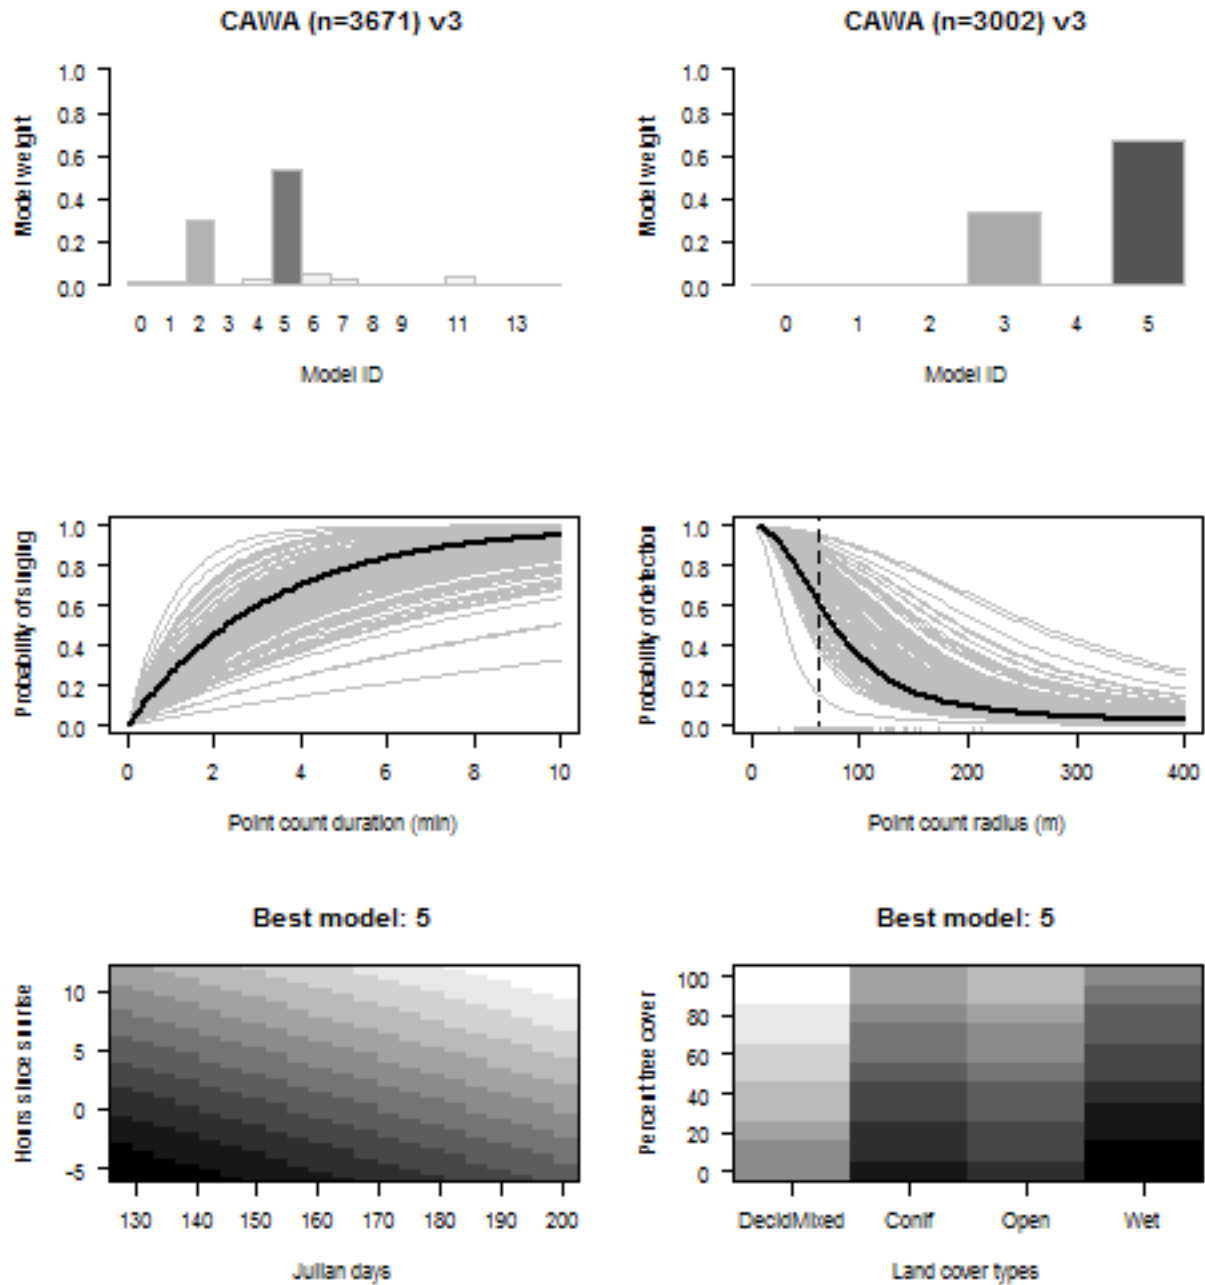 CAWA (n=3671) v3
CAWA (n=3002) v3
Model weight
1.0
0.8
0.6
0.4
0.2
0.0
0 1 2 3 4 5 6 7 8 9 11 13
Model ID
Model weight
1.0
0.8
0.6
0.4
0.2
0.0
0 1 2 3 4 5
Model ID
Probability of singing
1.0
0.8
0.6
0.4
0.2
0.0
0 2 4 6 8 10
Point count duration (min)
Probability of detection
1.0
0.8
0.6
0.4
0.2
0.0
0 100 200 300 400
Point count radius (m)
Best model: 5
Hours since sunrise
10
5
0
-5
130 140 150 160 170 180 190 200
Julian days
Best model: 5
Percent tree cover
100
80
60
40
20
0
DecidMixed Conif Open Wet
Land cover types